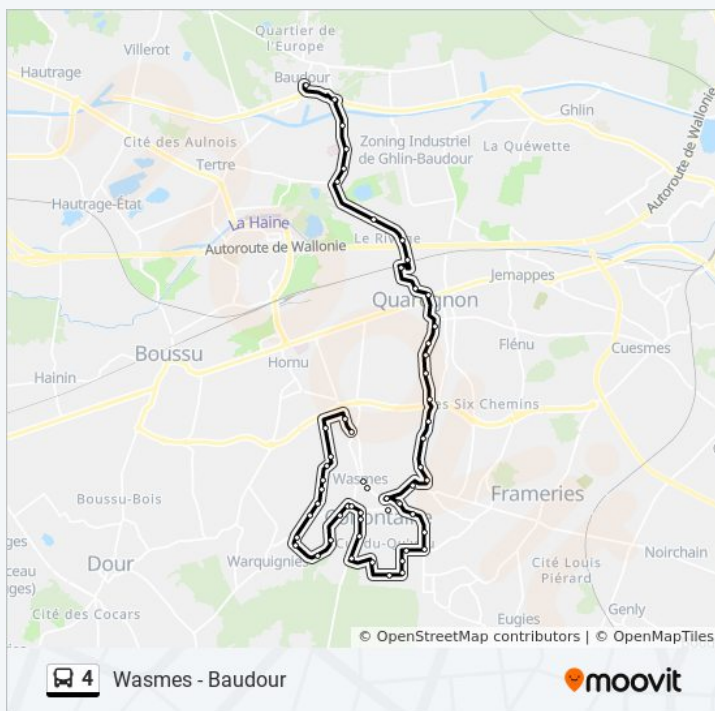 Quartier de
l'Europe
Villerot
Hautrage
Baudour
Ghlin
Cité des Aulnois
Zoning Industriel
de Ghlin-Baudour
La Quéwette
Autoroute de Wallonie
Tertre
Hautrage-État
La Haine
Le Riv
Autoroute de Wallonie
Jemappes
Boussu
Flénu
Cuesmes
Hornu
Hainin
es Six Chemins
Wasmes
Frameries
Boussu-Bois
Noirchain
Dour
Warquignies
Cité Louis
Piérard
Cité des Cocars
Genly
Eugies
© OpenStreetMap contributors | © OpenMapTiles
4 Wasmes - Baudour
moovit